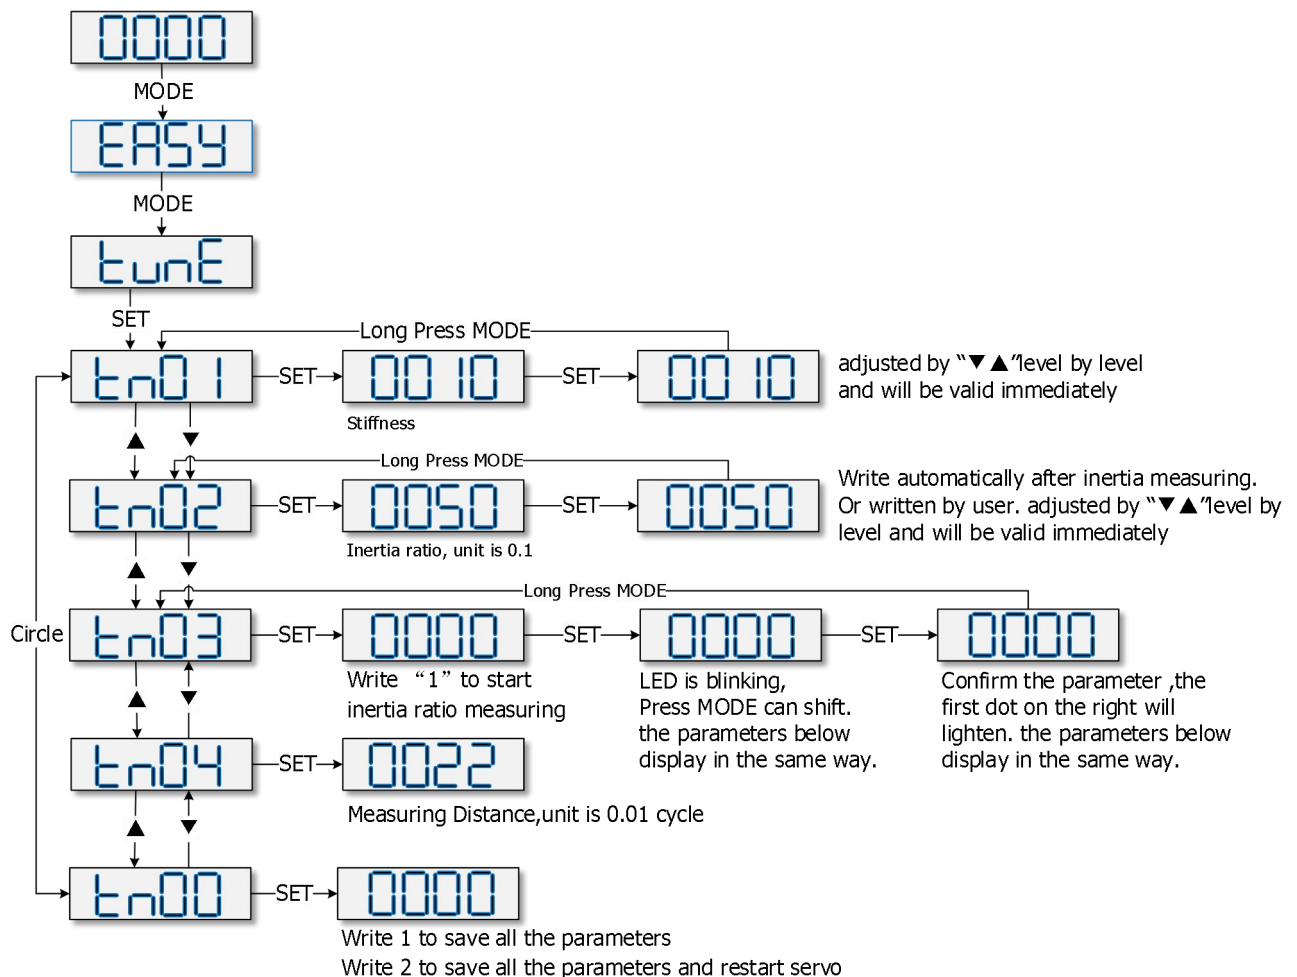 0000
MODE
EASY
MODE
tunE
SET
Long Press MODE
tn01
SET
0010
SET
0010
adjusted by “▼▲”level by level
and will be valid immediately
Stiffness
▲
▼
Long Press MODE
tn02
SET
0050
SET
0050
Write automatically after inertia measuring.
Or written by user. adjusted by “▼▲”level by
level and will be valid immediately
Inertia ratio, unit is 0.1
▲
▼
Long Press MODE
Circle
tn03
SET
0000
SET
0000
SET
0000
Write “1” to start
inertia ratio measuring
LED is blinking,
Press MODE can shift.
the parameters below
display in the same way.
Confirm the parameter ,the
first dot on the right will
lighten. the parameters below
display in the same way.
▲
▼
tn04
SET
0022
Measuring Distance,unit is 0.01 cycle
▲
▼
tn00
SET
0000
Write 1 to save all the parameters
Write 2 to save all the parameters and restart servo